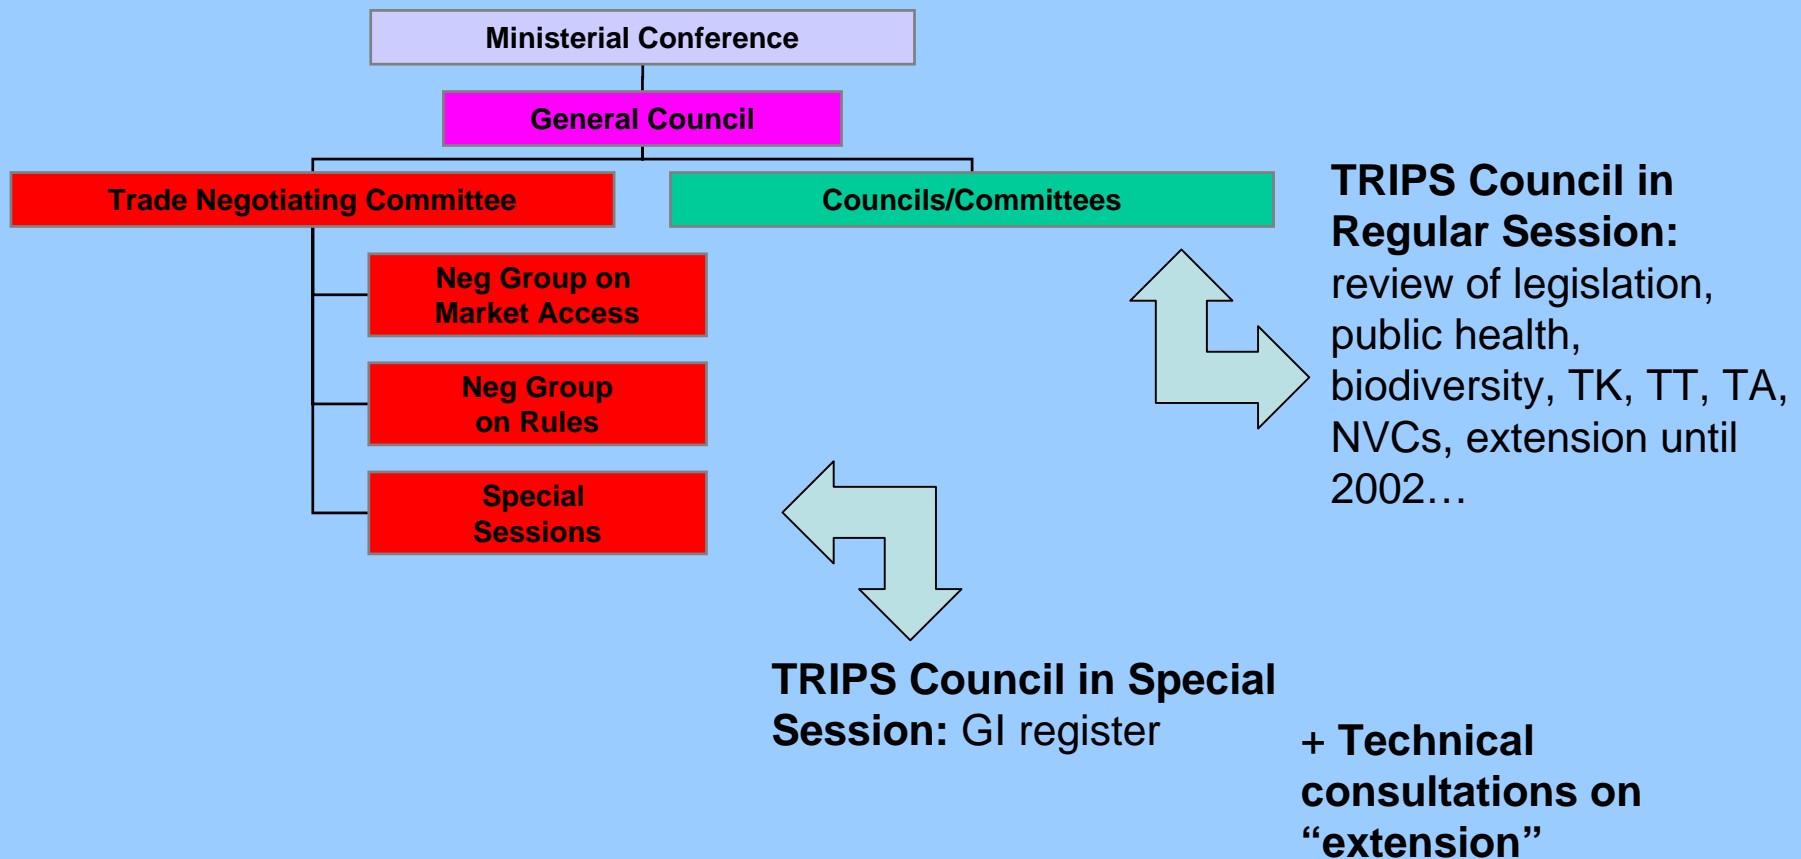 Ministerial Conference
General Council
Trade Negotiating Committee
Councils/Committees
Neg Group on
Market Access
Neg Group
on Rules
Special
Sessions
TRIPS Council in
Regular Session:
review of legislation,
public health,
biodiversity, TK, TT, TA,
NVCs, extension until
2002…
TRIPS Council in Special
Session: GI register
+ Technical
consultations on
“extension”